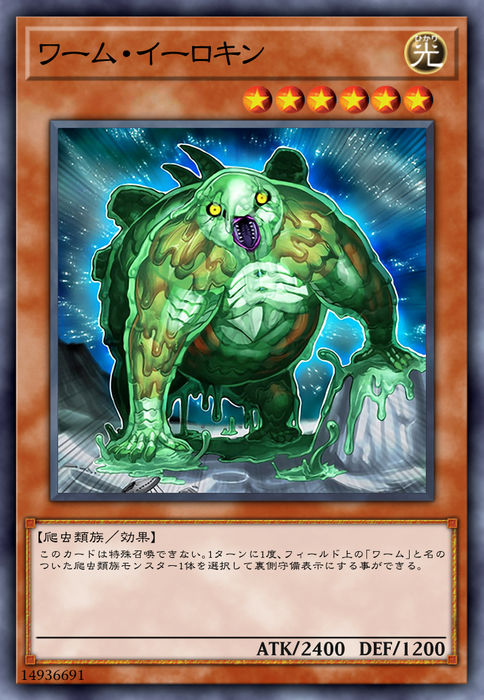 ワーム・イーロキン
ひかり
光
【爬虫類族／効果】
このカードは特殊召喚できない。1ターンに1度、フィールド上の「ワーム」と名の
ついた爬虫類族モンスター1体を選択して裏側守備表示にする事ができる。
ATK/2400 DEF/1200
14936691